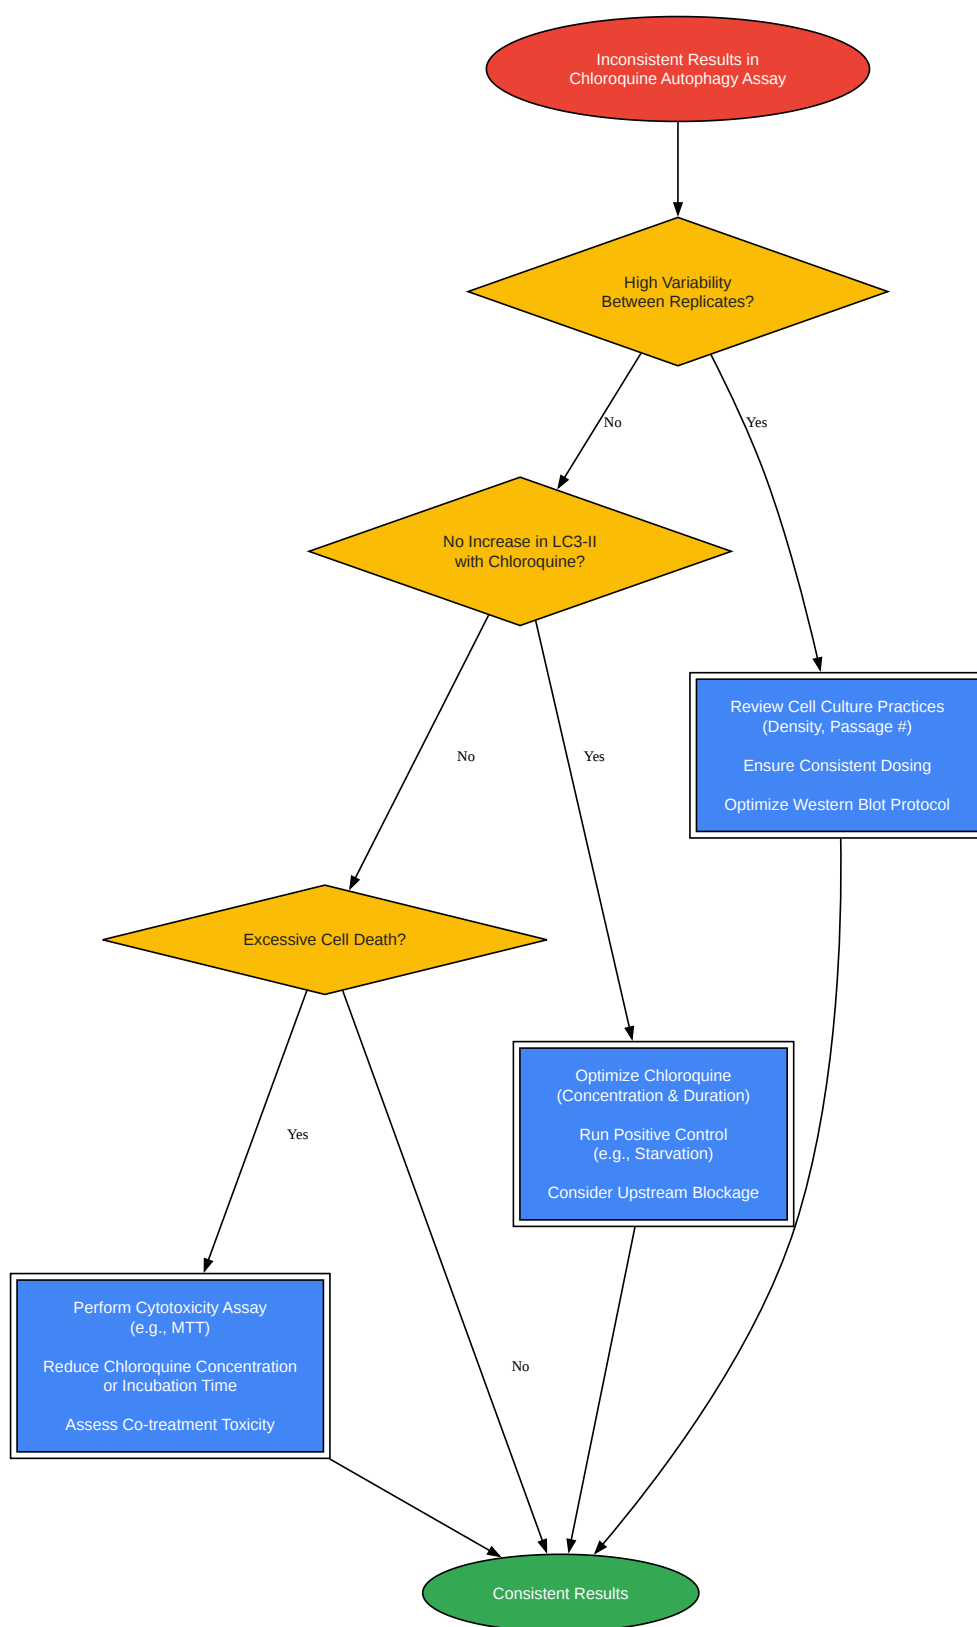 Inconsistent Results in
Chloroquine Autophagy Assay
High Variability
Between Replicates?
No
Yes
No Increase in LC3-II
with Chloroquine?
No
Yes
Review Cell Culture Practices
(Density, Passage #)
Ensure Consistent Dosing
Optimize Western Blot Protocol
Excessive Cell Death?
Yes
No
Optimize Chloroquine
(Concentration & Duration)
Run Positive Control
(e.g., Starvation)
Consider Upstream Blockage
Perform Cytotoxicity Assay
(e.g., MTT)
Reduce Chloroquine Concentration
or Incubation Time
Assess Co-treatment Toxicity
Consistent Results